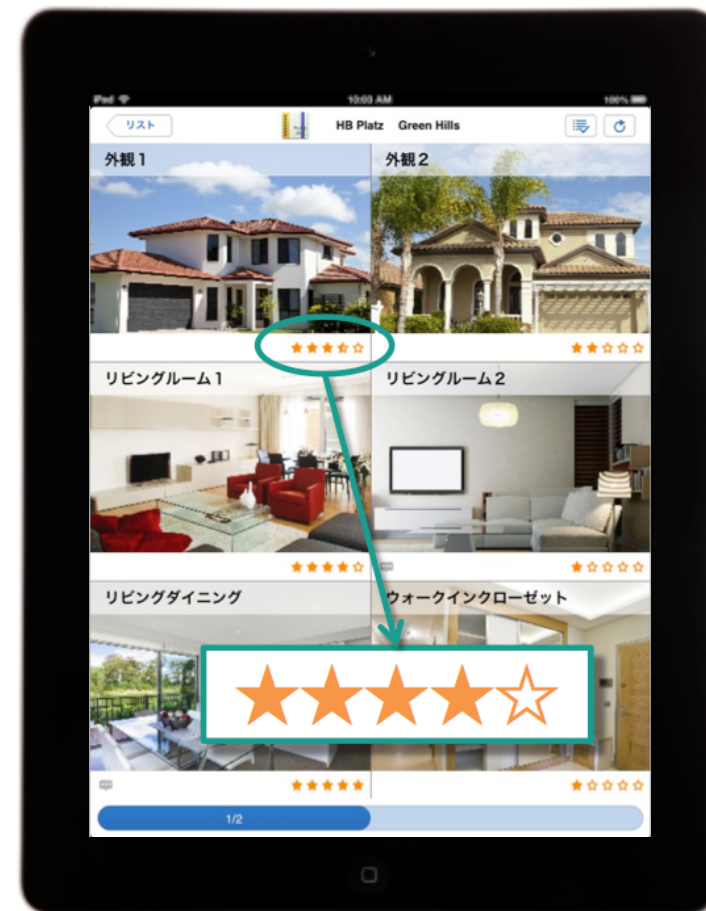 iPad 10:03 AM 100%
リスト HB Platz Green Hills
外観1 外観2
リビングルーム1 リビングルーム2
リビングダイニング ウォークインクローゼット
1/2